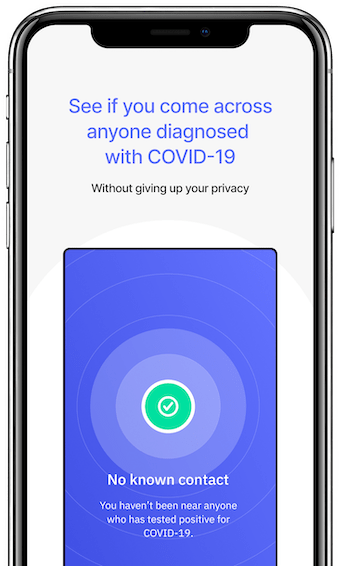 See if you come across
anyone diagnosed
with COVID-19
Without giving up your privacy
No known contact
You haven't been near anyone
who has tested positive for
COVID-19.